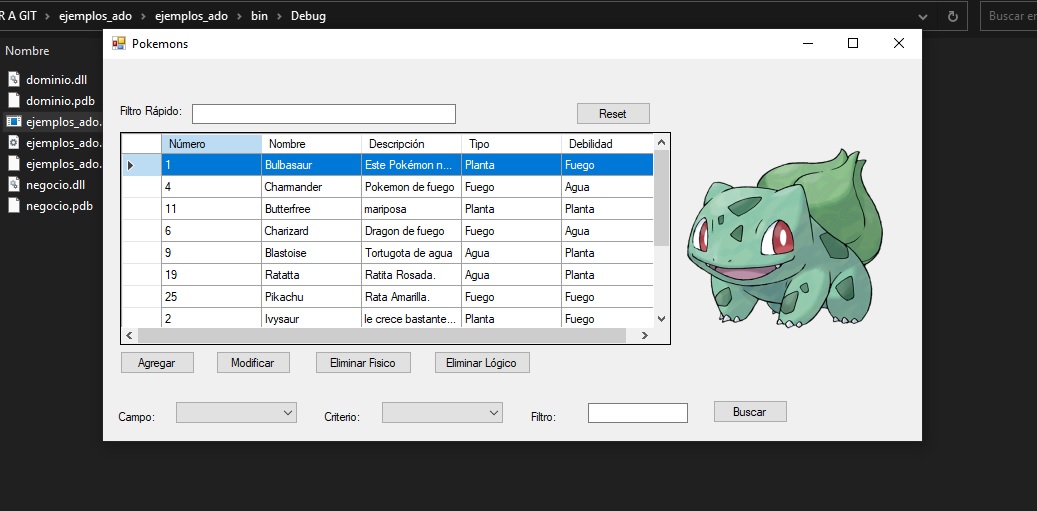 R A GIT > ejemplos_ado > ejemplos_ado > bin > Debug
Buscar en
Nombre
dominio.dll
dominio.pdb
ejemplos_ado.
ejemplos_ado.
ejemplos_ado.
negocio.dll
negocio.pdb
Pokemons
Filtro Rápido:
Reset
Número Nombre Descripción Tipo Debilidad
1 Bulbasaur Este Pokémon n... Planta Fuego
4 Charmander Pokemon de fuego Fuego Agua
11 Butterfree mariposa Planta Planta
6 Charizard Dragon de fuego Fuego Agua
9 Blastoise Tortugota de agua Agua Planta
19 Ratatta Ratita Rosada. Agua Planta
25 Pikachu Rata Amarilla. Fuego Fuego
2 Ivysaur le crece bastante... Planta Fuego
Agregar Modificar Eliminar Fisico Eliminar Lógico
Campo: Criterio: Filtro: Buscar